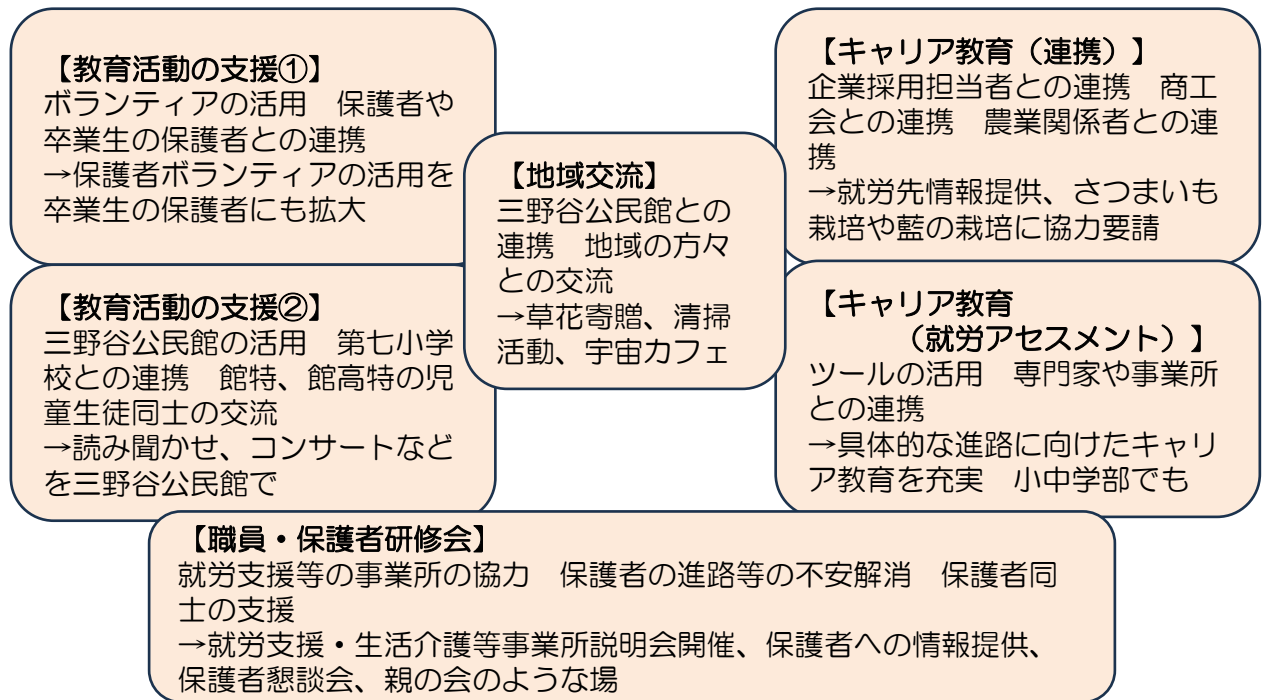 【教育活動の支援①】
ボランティアの活用　保護者や
卒業生の保護者との連携
→保護者ボランティアの活用を
卒業生の保護者にも拡大
【教育活動の支援②】
三野谷公民館の活用　第七小学
校との連携　館特、館高特の児
童生徒同士の交流
→読み聞かせ、コンサートなど
を三野谷公民館で
【地域交流】
三野谷公民館との
連携　地域の方々
との交流
→草花寄贈、清掃
活動、宇宙カフェ
【キャリア教育（連携）】
企業採用担当者との連携　商工
会との連携　農業関係者との連
携
→就労先情報提供、さつまいも
栽培や藍の栽培に協力要請
【キャリア教育
（就労アセスメント）】
ツールの活用　専門家や事業所
との連携
→具体的な進路に向けたキャリ
ア教育を充実　小中学部でも
【職員・保護者研修会】
就労支援等の事業所の協力　保護者の進路等の不安解消　保護者同
士の支援
→就労支援・生活介護等事業所説明会開催、保護者への情報提供、
保護者懇談会、親の会のような場